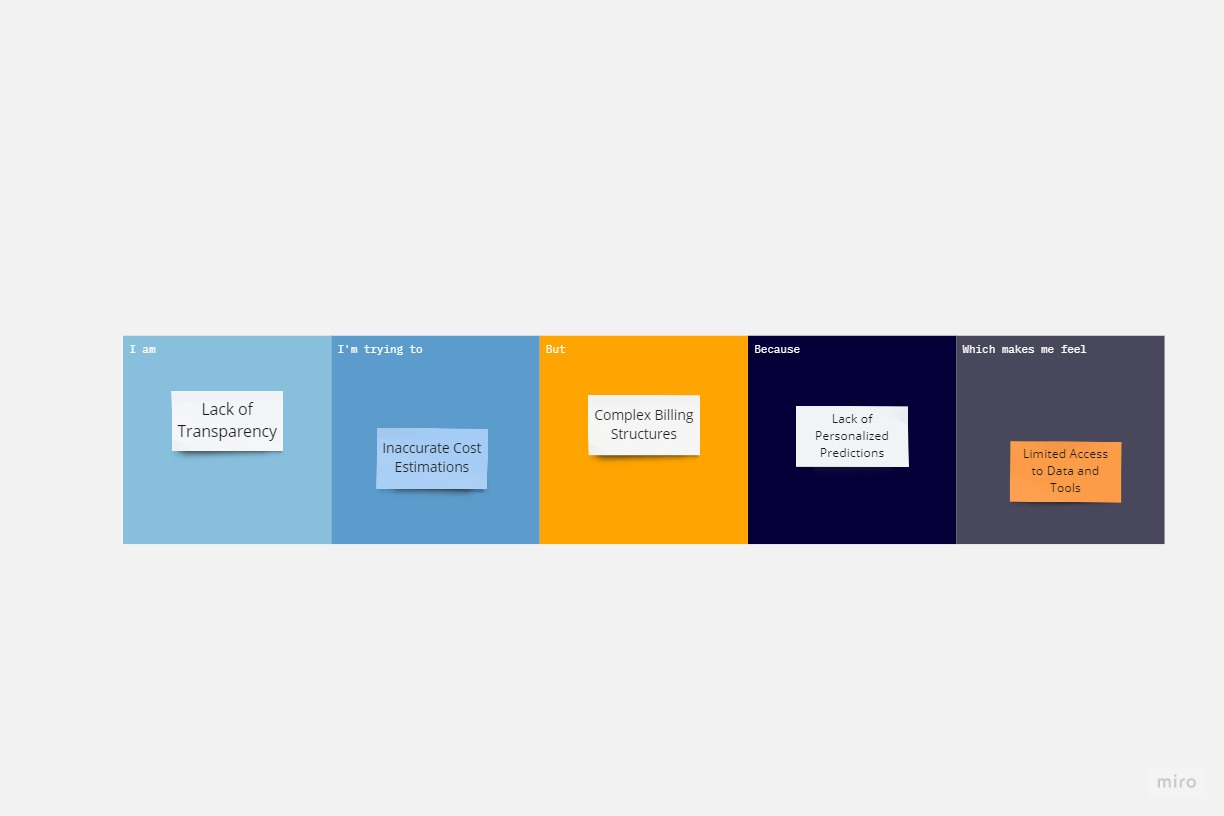 I am
I'm trying to
But
Because
Which makes me feel
Lack of
Transparency
Inaccurate Cost
Estimations
Complex Billing
Structures
Lack of
Personalized
Predictions
Limited Access
to Data and
Tools
miro